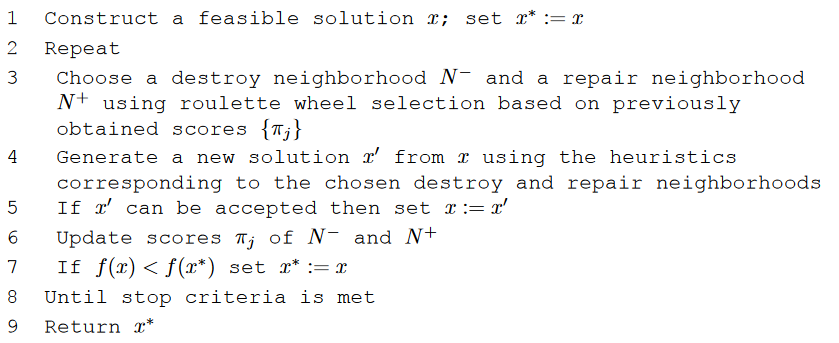 1 Construct a feasible solution x; set x* := x
2 Repeat
3 Choose a destroy neighborhood N⁻ and a repair neighborhood
N⁺ using roulette wheel selection based on previously
obtained scores {πⱼ}
4 Generate a new solution x′ from x using the heuristics
corresponding to the chosen destroy and repair neighborhoods
5 If x′ can be accepted then set x := x′
6 Update scores πⱼ of N⁻ and N⁺
7 If f(x) < f(x*) set x* := x
8 Until stop criteria is met
9 Return x*